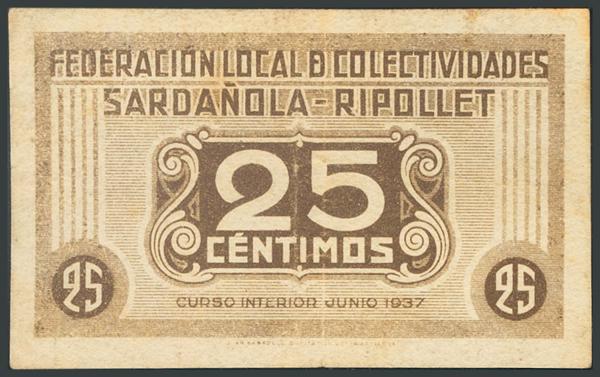 FEDERACIÓN LOCAL Đ COLECTIVIDADES
SARDAÑOLA - RIPOLLET
25
CÉNTIMOS
25
25
CURSO INTERIOR JUNIO 1937